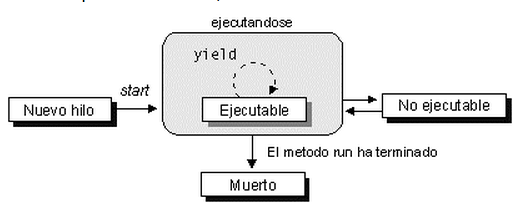 ejecutandose
yield
start
Nuevo hilo
Ejecutable
No ejecutable
El metodo run ha terminado
Muerto